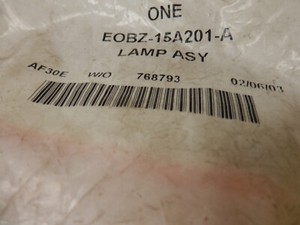 ONE
EOBZ-15A201-A
LAMP ASY
AF30E W/O 768793 02/06/03